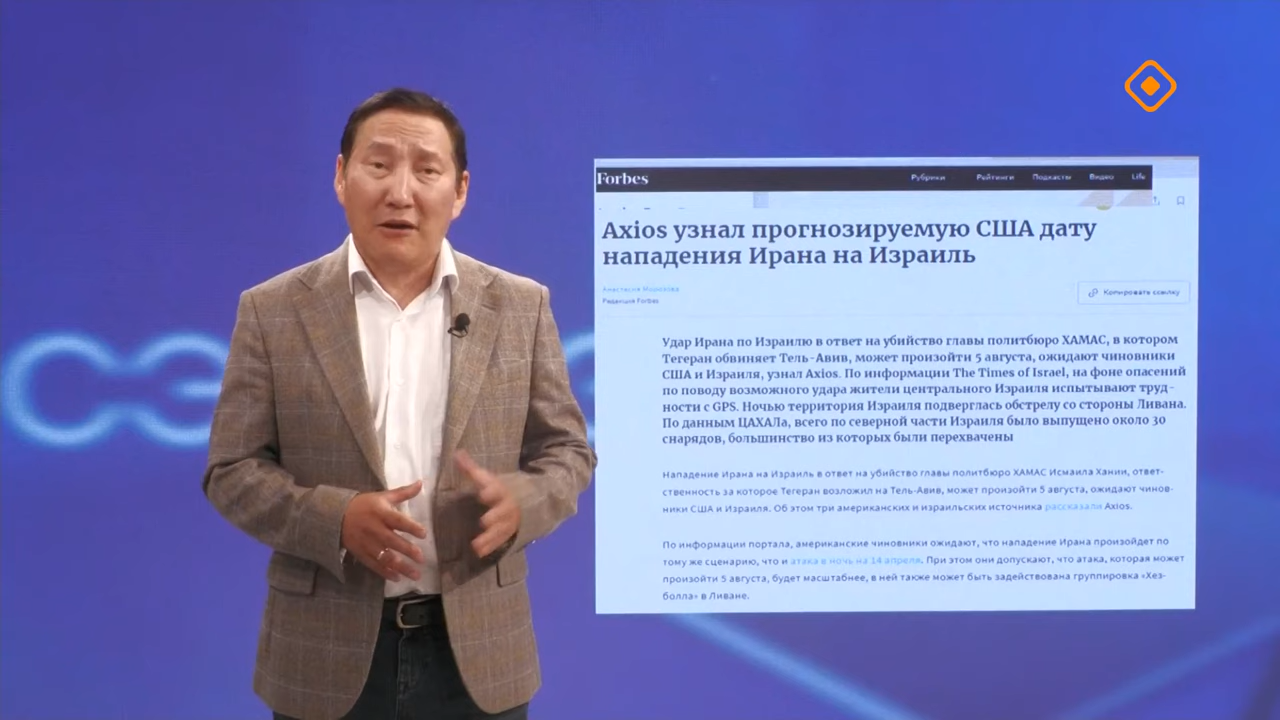 Forbes
Рубрики Рейтинги Подкасты Видео Life
Axios узнал прогнозируемую США дату
нападения Ирана на Израиль
Редакция Forbes
Копировать ссылку
Удар Ирана по Израилю в ответ на убийство главы политбюро ХАМАС, в котором
Тегеран обвиняет Тель-Авив, может произойти 5 августа, ожидают чиновники
США и Израиля, узнал Axios. По информации The Times of Israel, на фоне опасений
по поводу возможного удара жители центрального Израиля испытывают труд-
ности с GPS. Ночью территория Израиля подверглась обстрелу со стороны Ливана.
По данным ЦАХАЛа, всего по северной части Израиля было выпущено около 30
снарядов, большинство из которых были перехвачены
Нападение Ирана на Израиль в ответ на убийство главы политбюро ХАМАС Исмаила Хании, ответ-
ственность за которое Тегеран возложил на Тель-Авив, может произойти 5 августа, ожидают чинов-
ники США и Израиля. Об этом три американских и израильских источника рассказали Axios.
По информации портала, американские чиновники ожидают, что нападение Ирана произойдет по
тому же сценарию, что и атака в ночь на 14 апреля. При этом они допускают, что атака, которая может
произойти 5 августа, будет масштабнее, в ней также может быть задействована группировка «Хез-
болла» в Ливане.